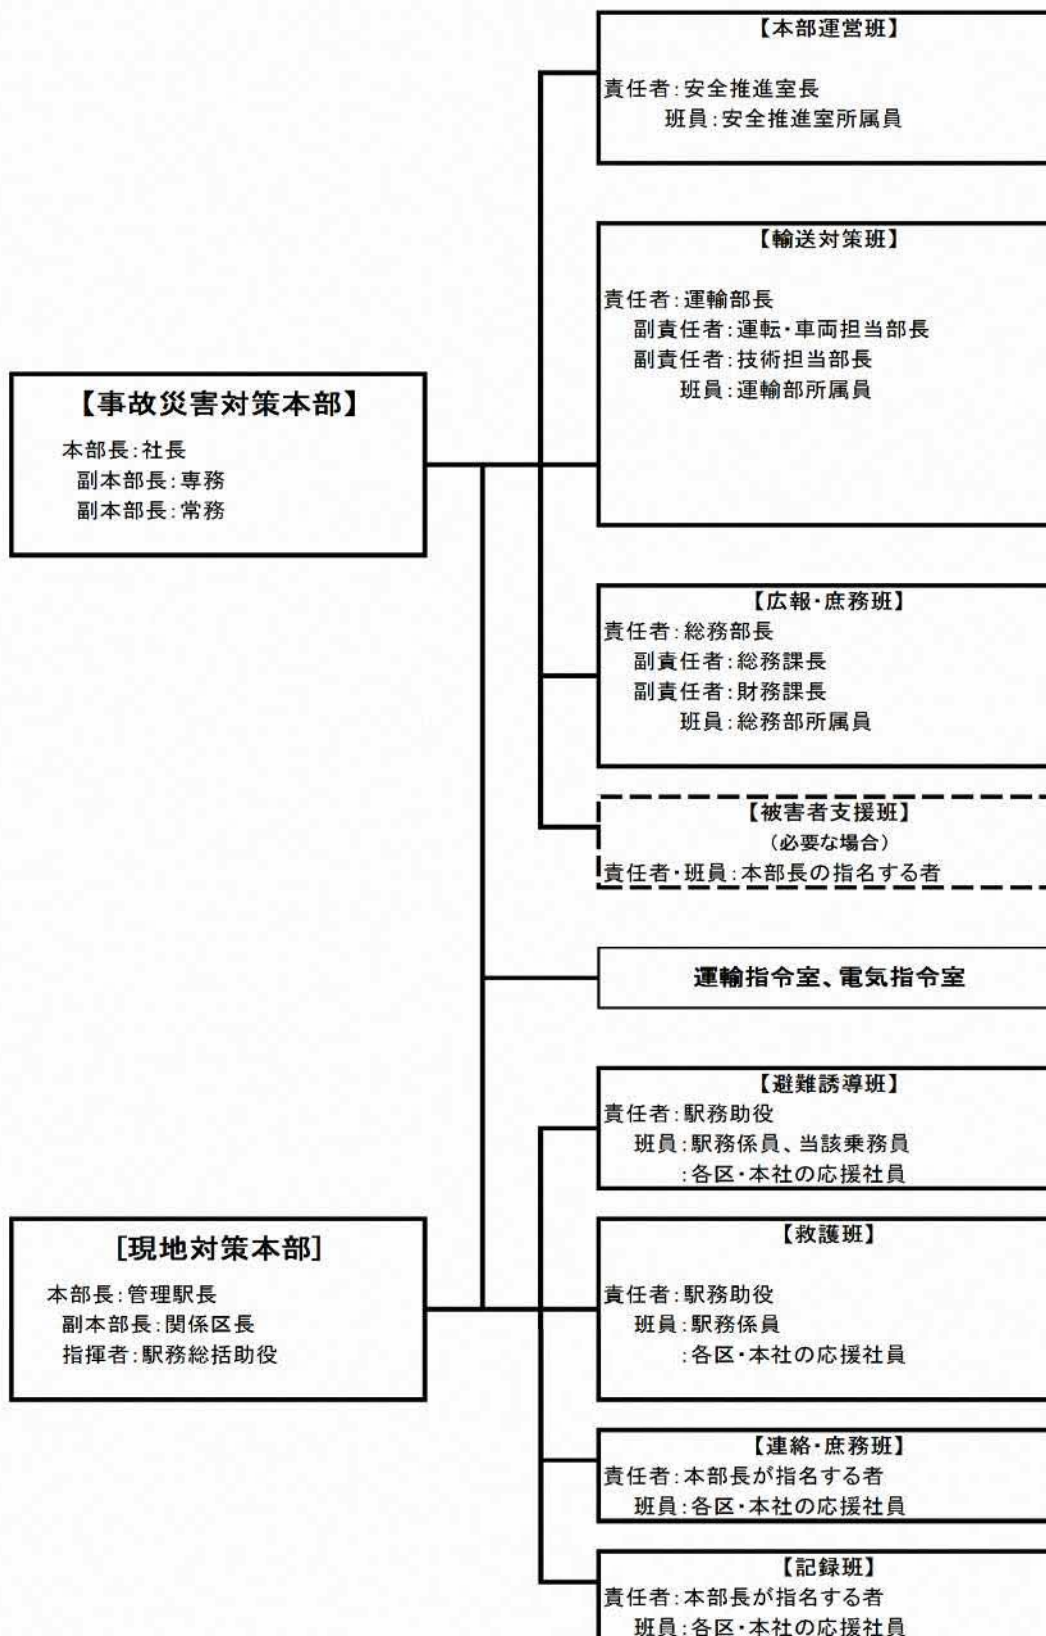 【事故災害対策本部】
本部長:社長
副本部長:専務
副本部長:常務
【本部運営班】
責任者:安全推進室長
班員:安全推進室所属員
【輸送対策班】
責任者:運輸部長
副責任者:運転・車両担当部長
副責任者:技術担当部長
班員:運輸部所属員
【広報・庶務班】
責任者:総務部長
副責任者:総務課長
副責任者:財務課長
班員:総務部所属員
【被害者支援班】
(必要な場合)
責任者・班員:本部長の指名する者
運輸指令室、電気指令室
[現地対策本部]
本部長:管理駅長
副本部長:関係区長
指揮者:駅務総括助役
【避難誘導班】
責任者:駅務助役
班員:駅務係員、当該乗務員
:各区・本社の応援社員
【救護班】
責任者:駅務助役
班員:駅務係員
:各区・本社の応援社員
【連絡・庶務班】
責任者:本部長が指名する者
班員:各区・本社の応援社員
【記録班】
責任者:本部長が指名する者
班員:各区・本社の応援社員